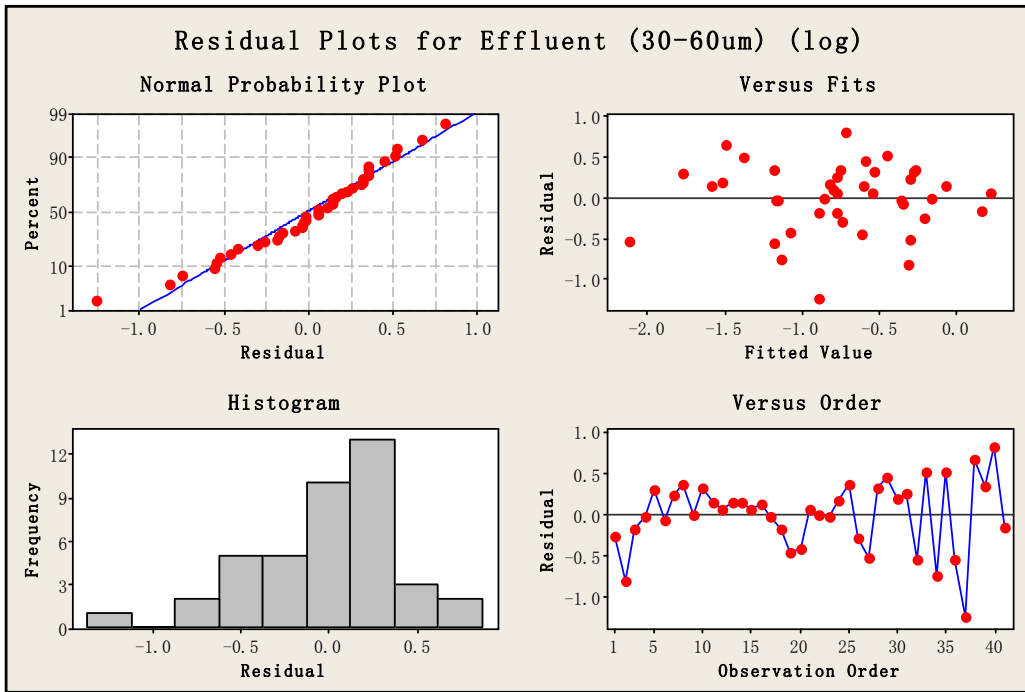 Residual Plots for Effluent (30-60um) (log)
Normal Probability Plot
99
90
50
10
1
Percent
-1.0 -0.5 0.0 0.5 1.0
Residual
Versus Fits
1.0
0.5
0.0
-0.5
-1.0
Residual
-2.0 -1.5 -1.0 -0.5 0.0
Fitted Value
Histogram
12
9
6
3
0
Frequency
-1.0 -0.5 0.0 0.5
Residual
Versus Order
1.0
0.5
0.0
-0.5
-1.0
Residual
1 5 10 15 20 25 30 35 40
Observation Order